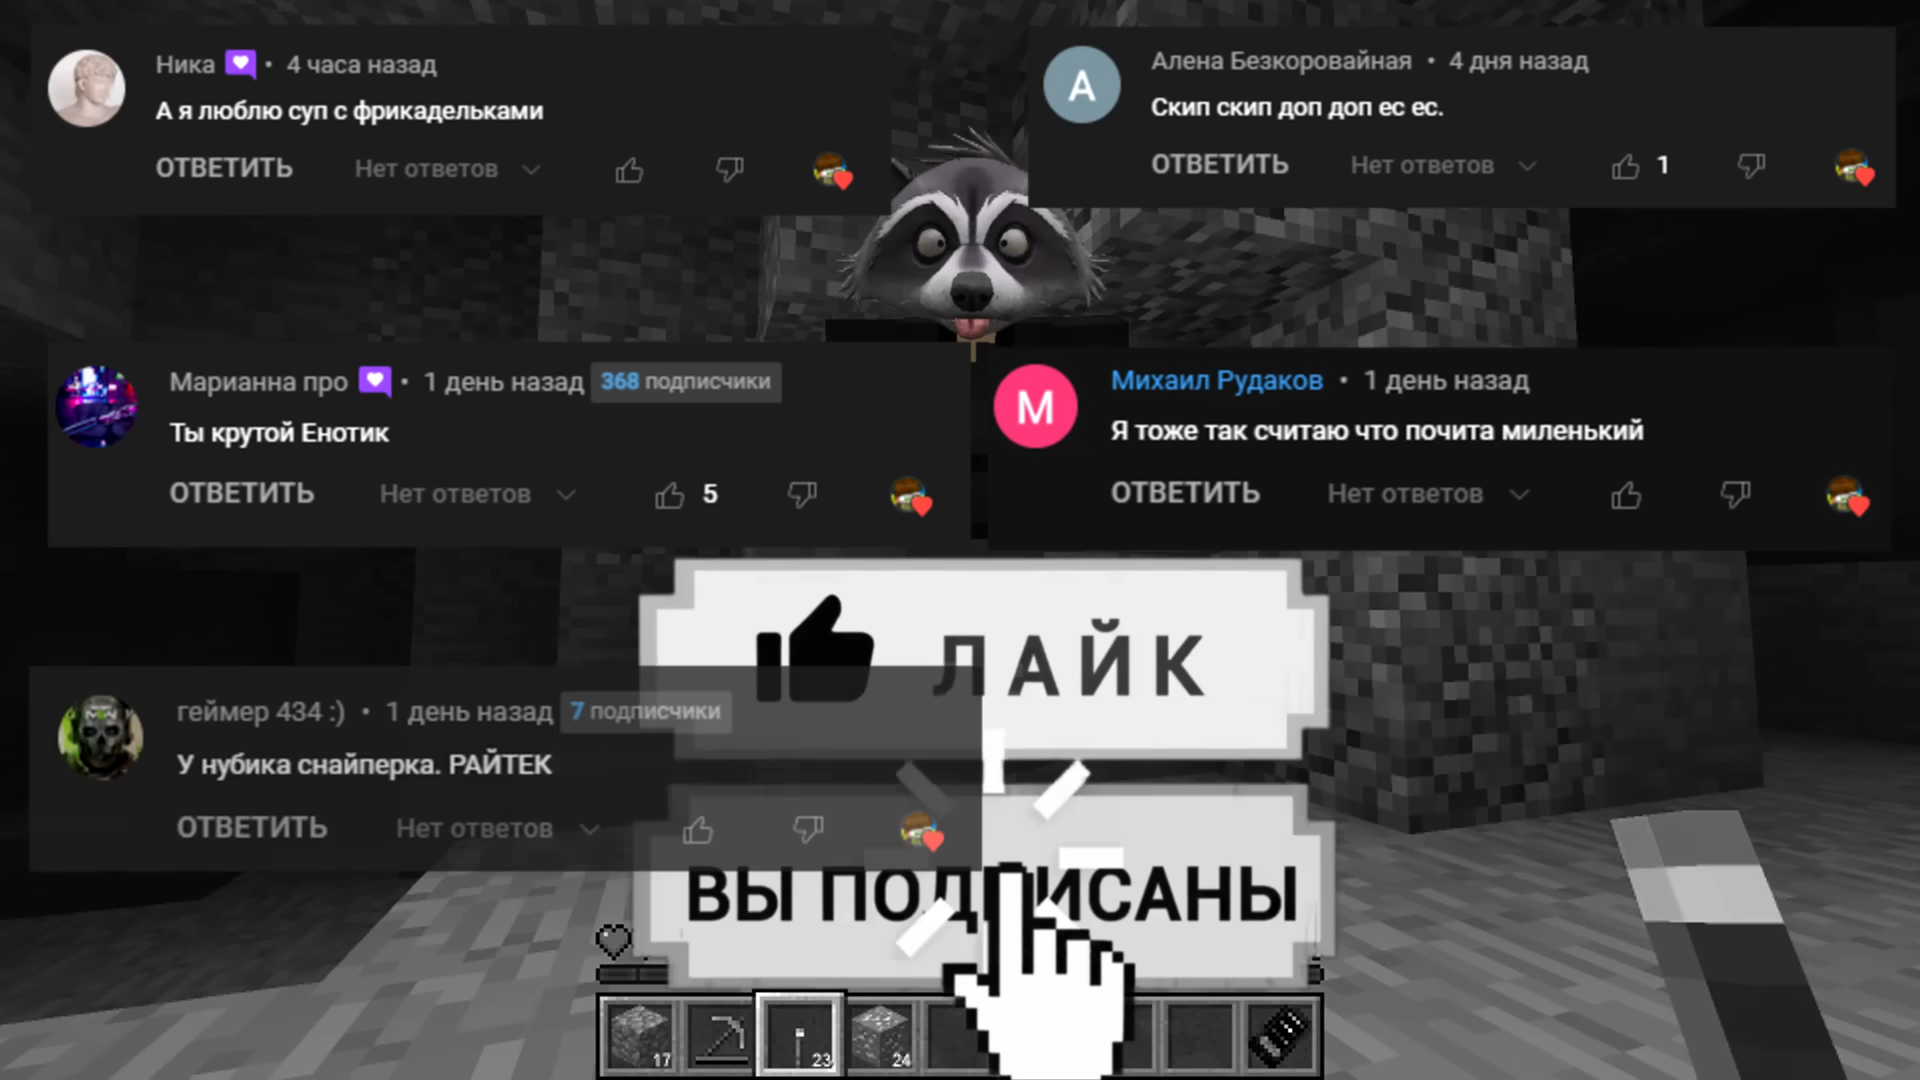 Ника • 4 часа назад
А я люблю суп с фрикадельками
ОТВЕТИТЬ Нет ответов
Алена Безкоровайная • 4 дня назад
Скип скип доп доп ес ес.
ОТВЕТИТЬ Нет ответов 1
Марианна про • 1 день назад 368 подписчики
Ты крутой Енотик
ОТВЕТИТЬ Нет ответов 5
М
Михаил Рудаков • 1 день назад
Я тоже так считаю что почита миленький
ОТВЕТИТЬ Нет ответов
ЛАЙК
геймер 434 :) • 1 день назад 7 подписчики
У нубика снайперка. РАЙТЕК
ОТВЕТИТЬ Нет ответов
ВЫ ПОДПИСАНЫ
17 23 24
А